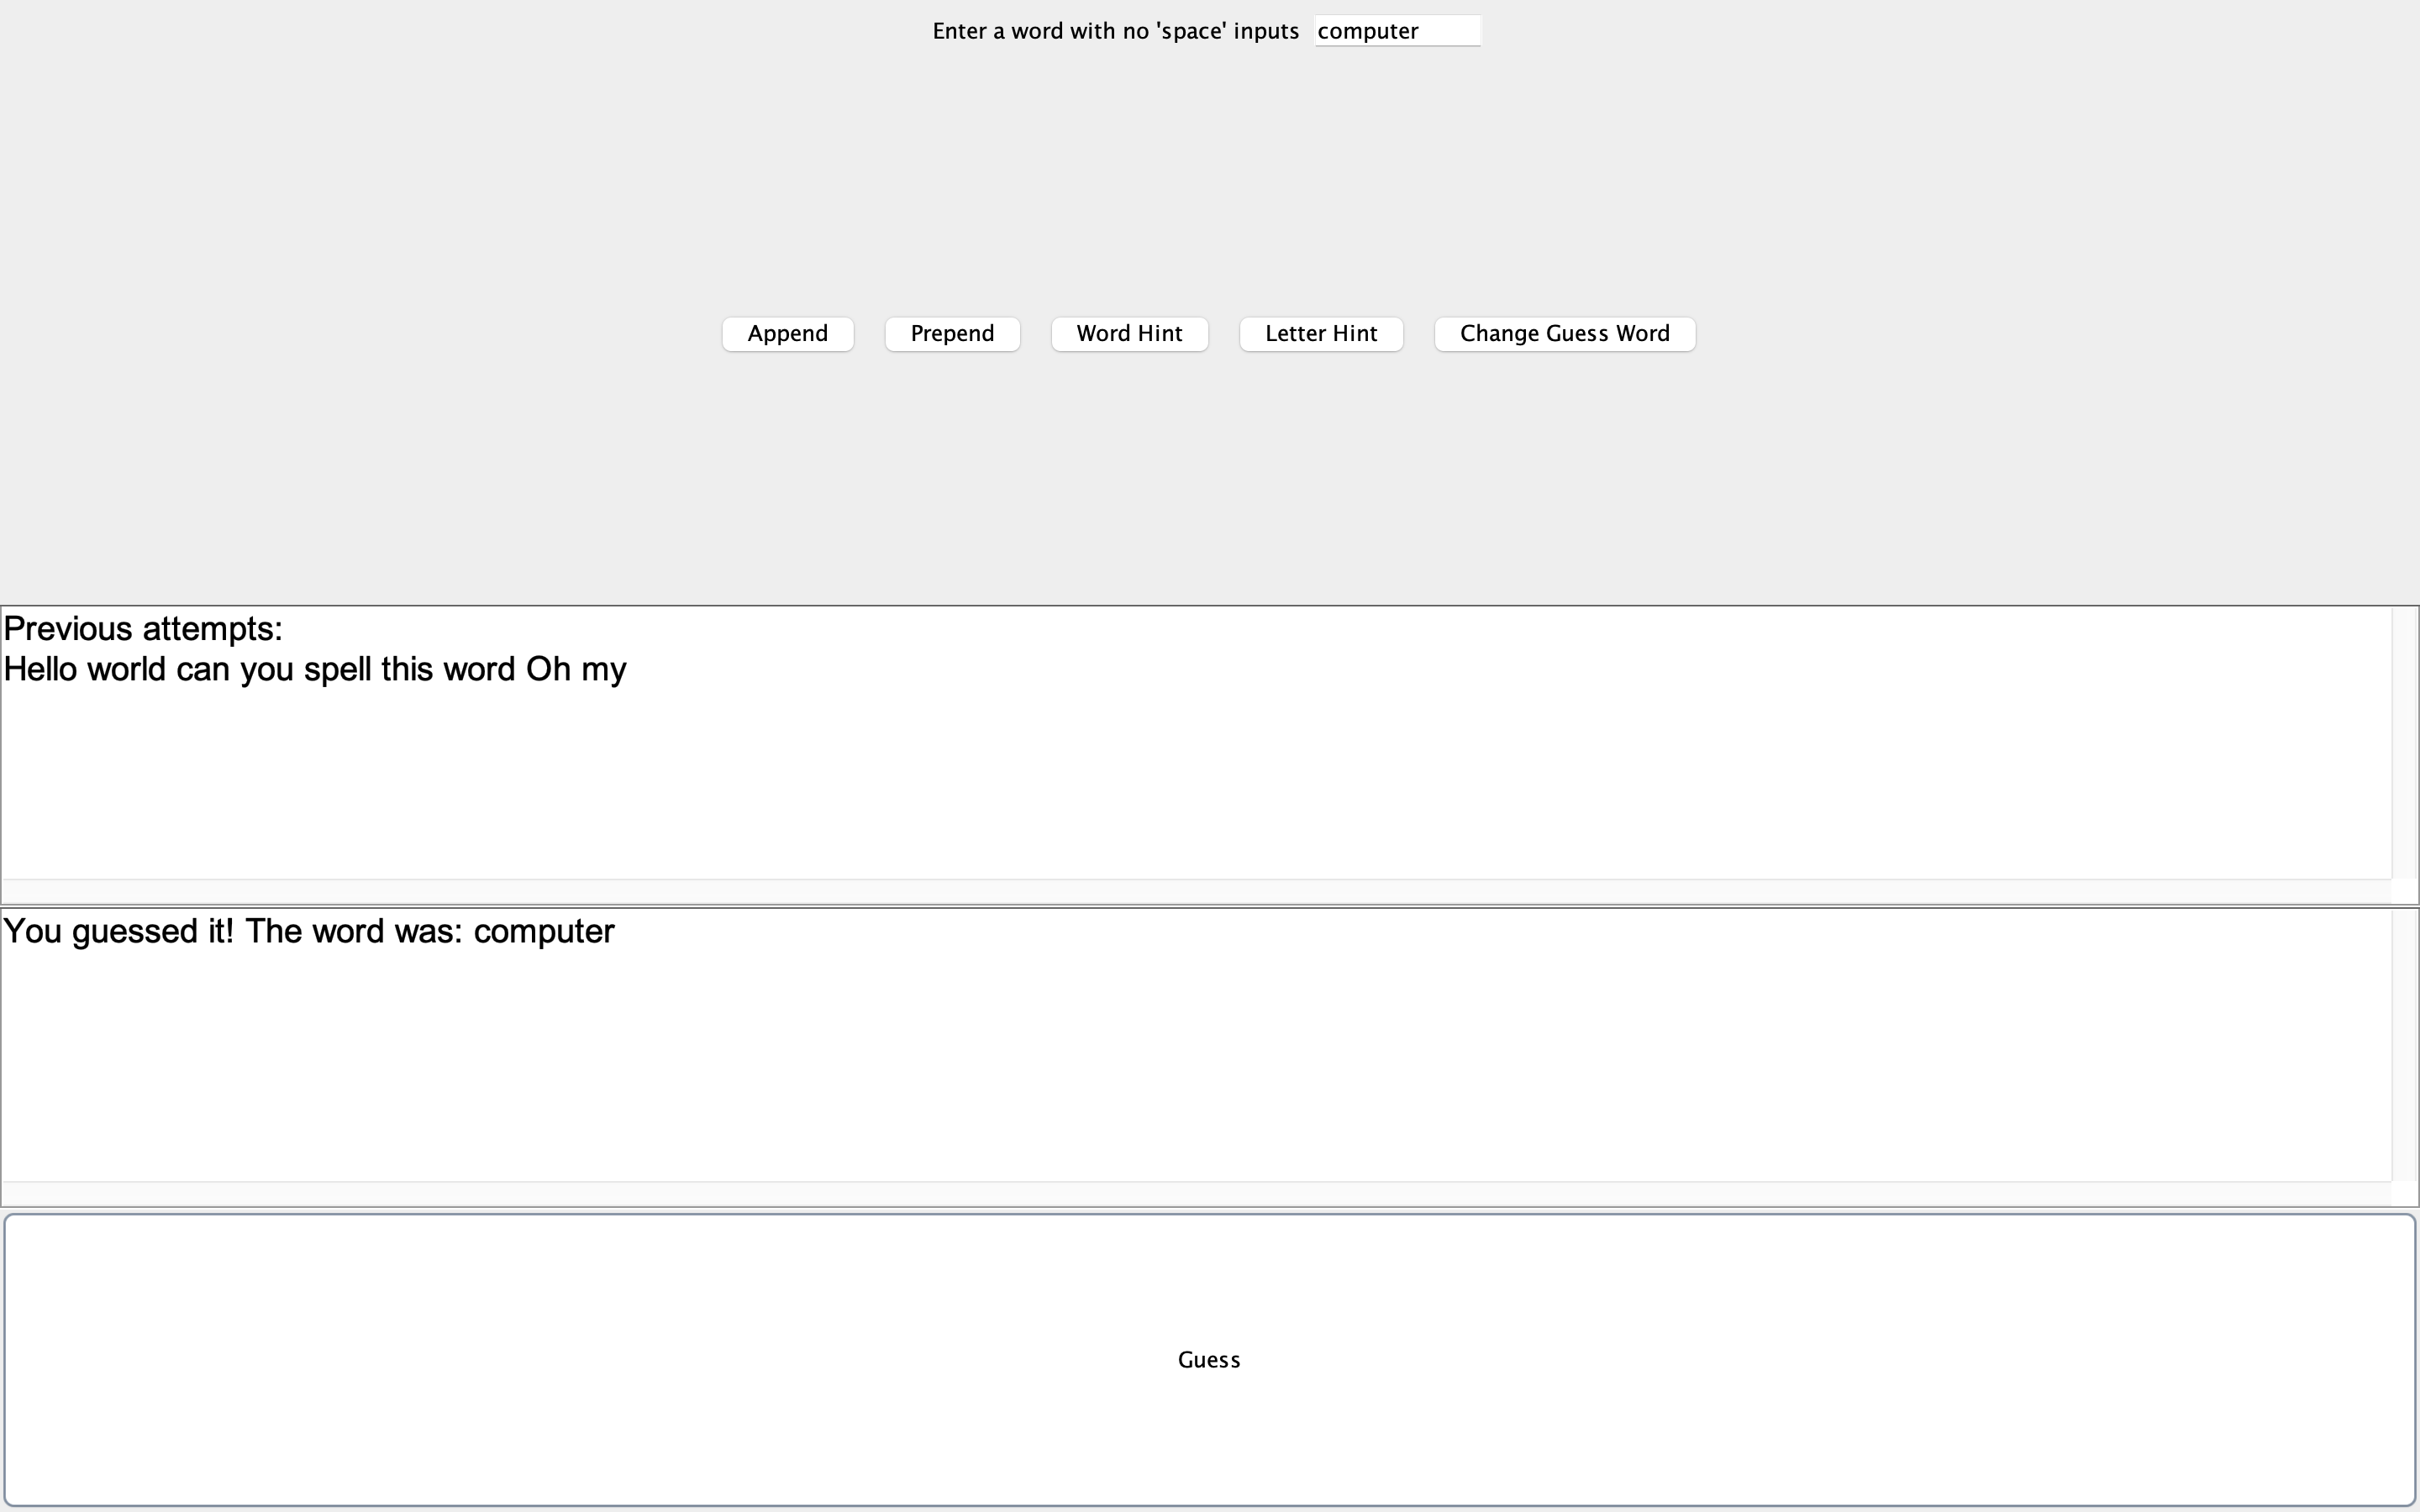 Enter a word with no 'space' inputs computer
Append Prepend Word Hint Letter Hint Change Guess Word
Previous attempts:
Hello world can you spell this word Oh my
You guessed it! The word was: computer
Guess